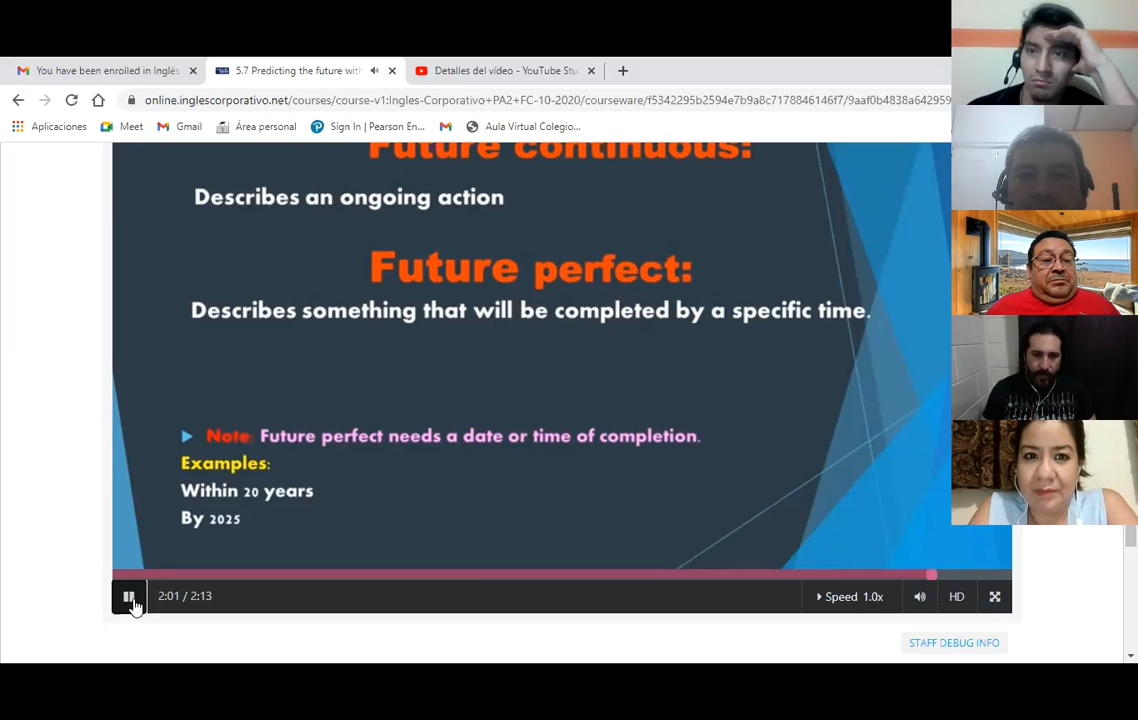 You have been enrolled in Inglés
5.7 Predicting the future with
Detalles del vídeo - YouTube Stu
online.inglescorporativo.net/courses/course-v1:Ingles-Corporativo+PA2+FC-10-2020/courseware/f5342295b2594e7b9a8c7178846146f7/9aaf0b4838a642959
Aplicaciones
Meet
Gmail
Área personal
Sign In | Pearson En...
Aula Virtual Colegio...
Future continuous:
Describes an ongoing action
Future perfect:
Describes something that will be completed by a specific time.
Note: Future perfect needs a date or time of completion.
Examples:
Within 20 years
By 2025
2:01 / 2:13
Speed 1.0x
HD
STAFF DEBUG INFO